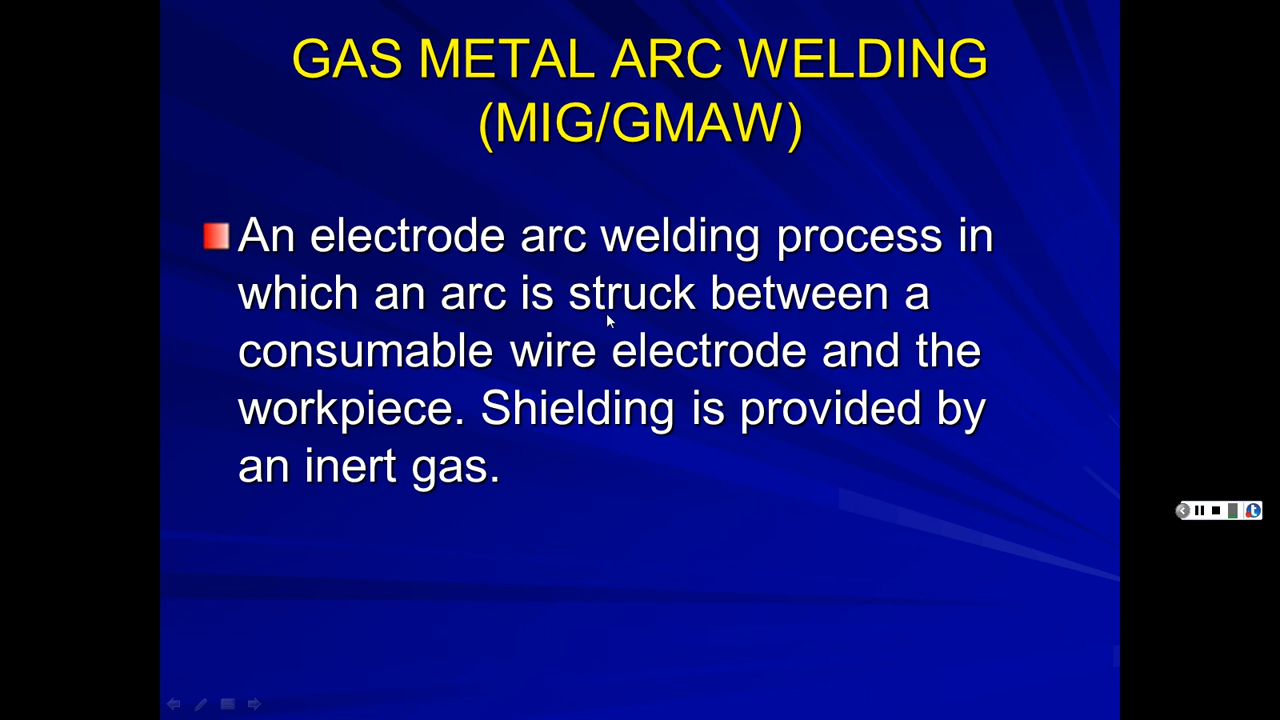 GAS METAL ARC WELDING
(MIG/GMAW)
An electrode arc welding process in
which an arc is struck between a
consumable wire electrode and the
workpiece. Shielding is provided by
an inert gas.